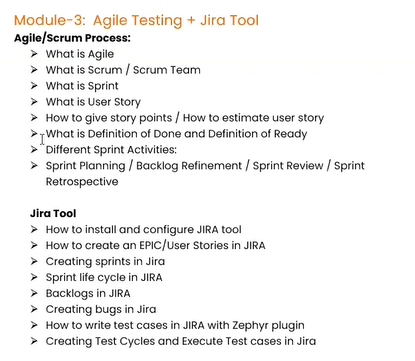 Module-3:  Agile Testing + Jira Tool
Agile/Scrum Process:
➢ What is Agile
➢ What is Scrum / Scrum Team
➢ What is Sprint
➢ What is User Story
➢ How to give story points / How to estimate user story
➢ What is Definition of Done and Definition of Ready
➢ Different Sprint Activities:
➢ Sprint Planning / Backlog Refinement / Sprint Review / Sprint
Retrospective
Jira Tool
➢ How to install and configure JIRA tool
➢ How to create an EPIC/User Stories in JIRA
➢ Creating sprints in Jira
➢ Sprint life cycle in JIRA
➢ Backlogs in JIRA
➢ Creating bugs in Jira
➢ How to write test cases in JIRA with Zephyr plugin
➢ Creating Test Cycles and Execute Test cases in Jira